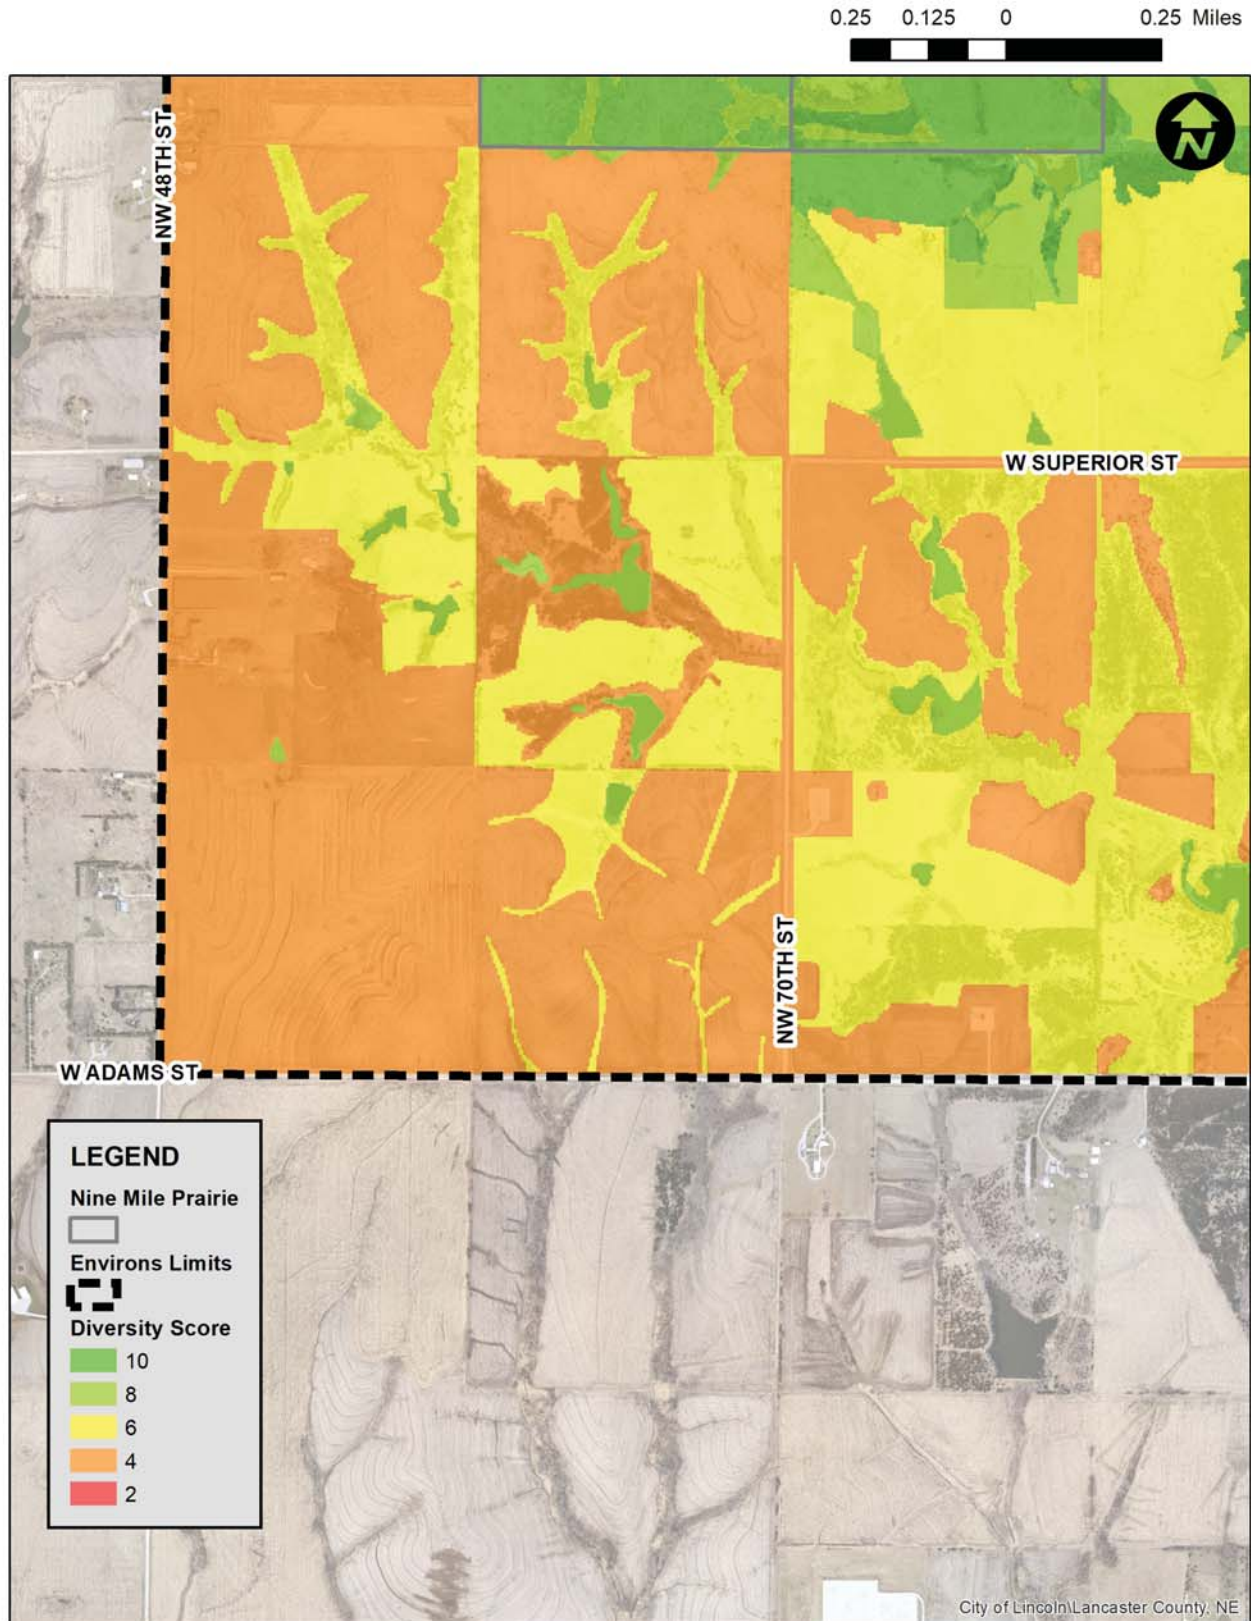 0.25 0.125 0 0.25 Miles
N
NW 48TH ST
W SUPERIOR ST
NW 70TH ST
W ADAMS ST
LEGEND
Nine Mile Prairie
Environs Limits
Diversity Score
10
8
6
4
2
City of Lincoln\Lancaster County, NE